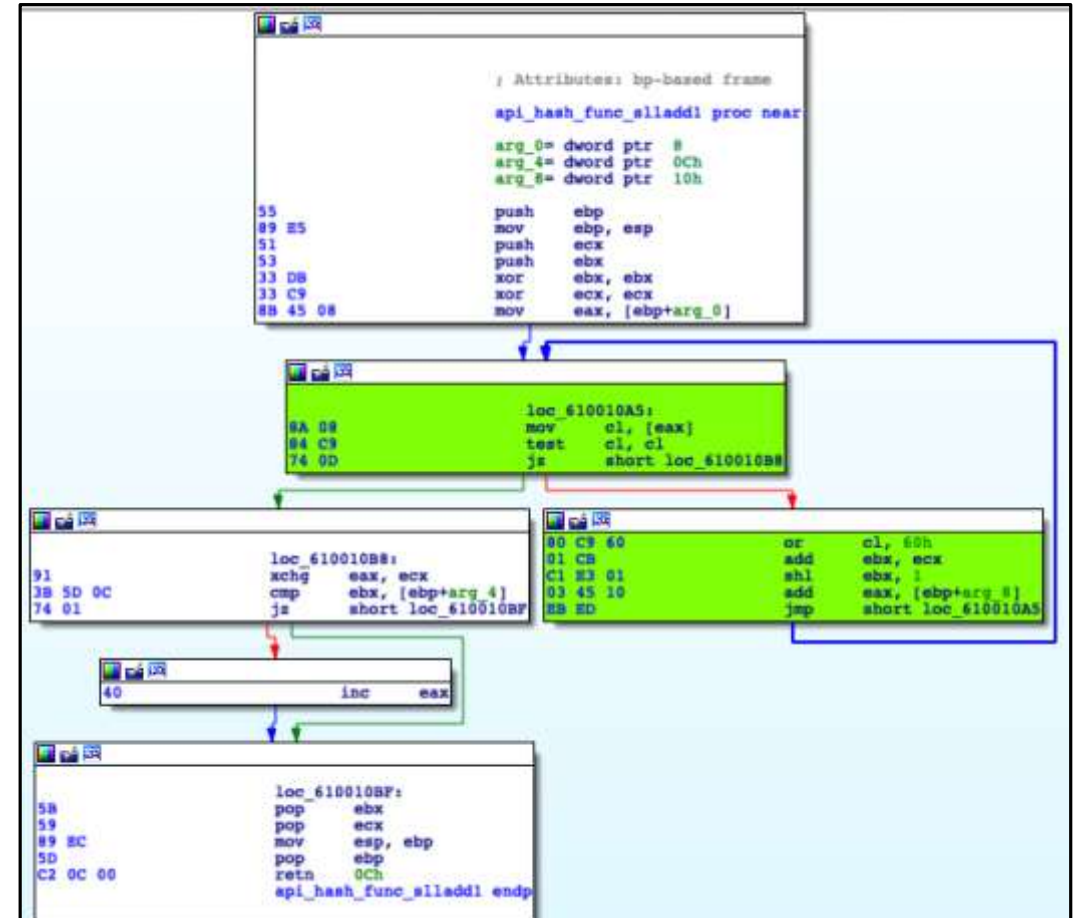 ; Attributes: bp-based frame
api_hash_func_slladd1 proc near
arg_0= dword ptr 8
arg_4= dword ptr 0Ch
arg_8= dword ptr 10h
55 push ebp
89 E5 mov ebp, esp
51 push ecx
53 push ebx
33 DB xor ebx, ebx
33 C9 xor ecx, ecx
8B 45 08 mov eax, [ebp+arg_0]
loc_610010A5:
8A 08 mov cl, [eax]
84 C9 test cl, cl
74 0D jz short loc_610010B8
loc_610010B8:
91 xchg eax, ecx
3B 5D 0C cmp ebx, [ebp+arg_4]
74 01 jz short loc_610010BF
80 C9 60 or cl, 60h
01 CB add ebx, ecx
C1 E3 01 shl ebx, 1
03 45 10 add eax, [ebp+arg_8]
EB ED jmp short loc_610010A5
40 inc eax
loc_610010BF:
5B pop ebx
59 pop ecx
89 EC mov esp, ebp
5D pop ebp
C2 0C 00 retn 0Ch
api_hash_func_slladd1 endp